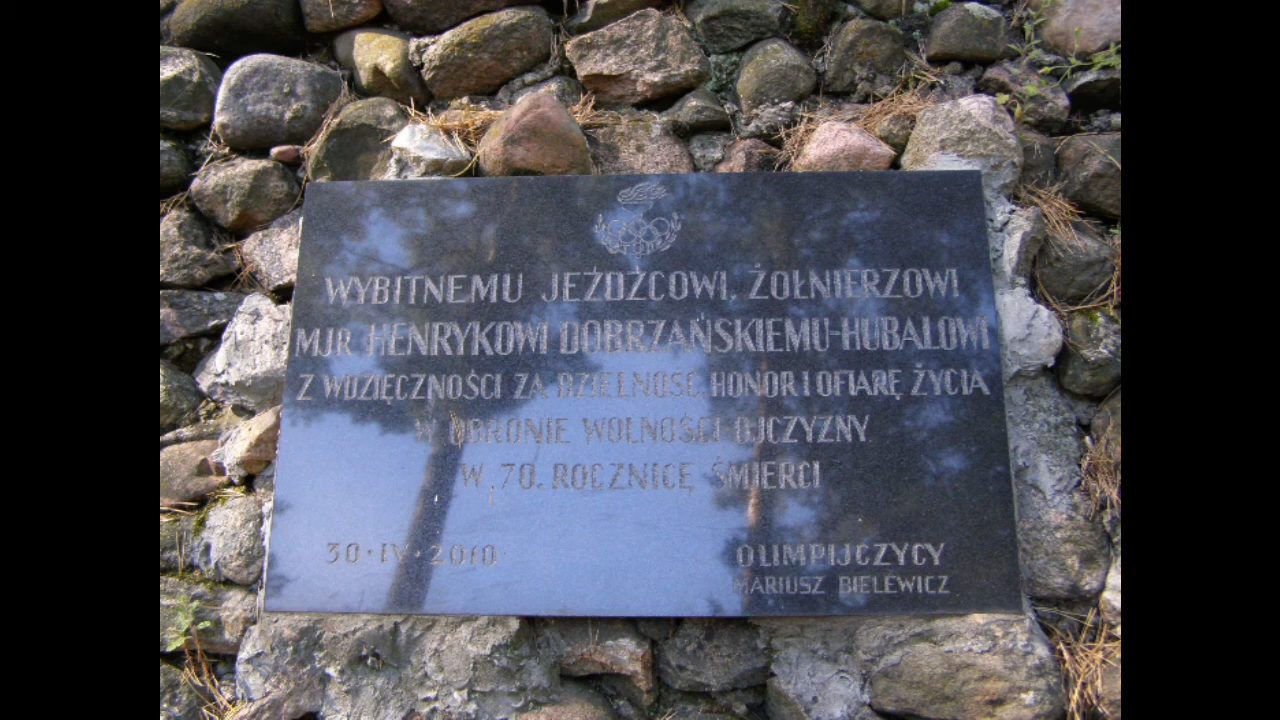 WYBITNEMU JEŹDŹCOWI, ŻOŁNIERZOWI
MJR. HENRYKOWI DOBRZAŃSKIEMU-HUBALOWI
Z WDZIĘCZNOŚCI ZA DZIELNOŚĆ, HONOR I OFIARĘ ŻYCIA
W OBRONIE WOLNOŚCI OJCZYZNY
W 70. ROCZNICĘ ŚMIERCI
30·IV·2010
OLIMPIJCZYCY
MARIUSZ BIELEWICZ